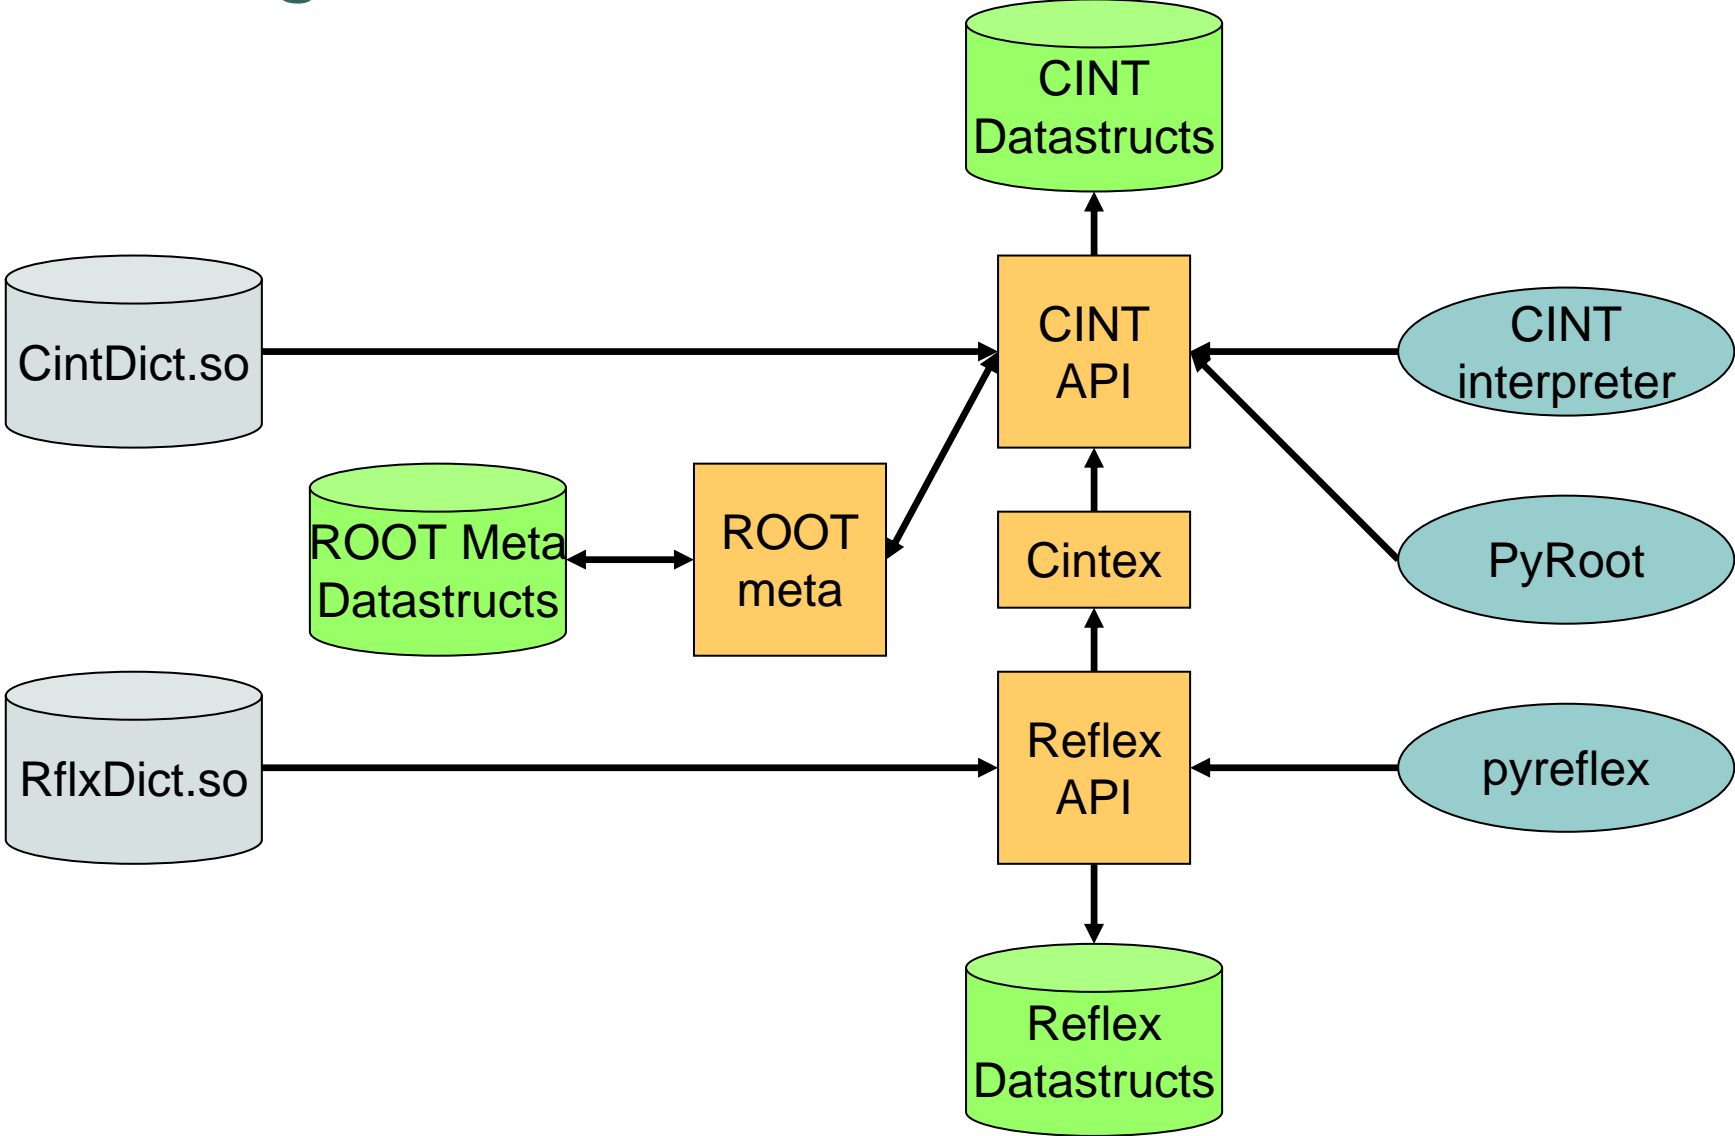 CINT
Datastructs
CintDict.so
CINT
API
CINT
interpreter
ROOT Meta
Datastructs
ROOT
meta
Cintex
PyRoot
RflxDict.so
Reflex
API
pyreflex
Reflex
Datastructs